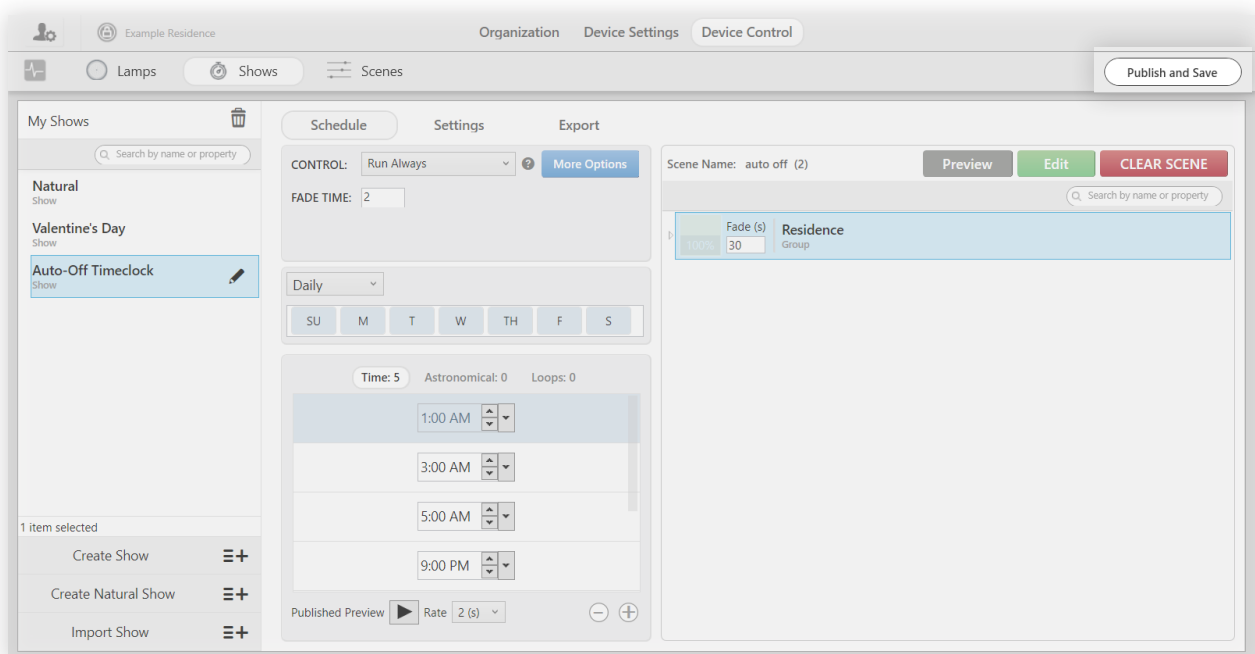 Example Residence
Organization
Device Settings
Device Control
Lamps
Shows
Scenes
Publish and Save
My Shows
Search by name or property
Natural
Show
Valentine's Day
Show
Auto-Off Timeclock
Show
1 item selected
Create Show
Create Natural Show
Import Show
Schedule
Settings
Export
CONTROL: Run Always
?
More Options
FADE TIME: 2
Daily
SU M T W TH F S
Time: 5 Astronomical: 0 Loops: 0
1:00 AM
3:00 AM
5:00 AM
9:00 PM
Published Preview Rate 2 (s)
Scene Name: auto off (2)
Preview
Edit
CLEAR SCENE
Search by name or property
100%
Fade (s)
30
Residence
Group